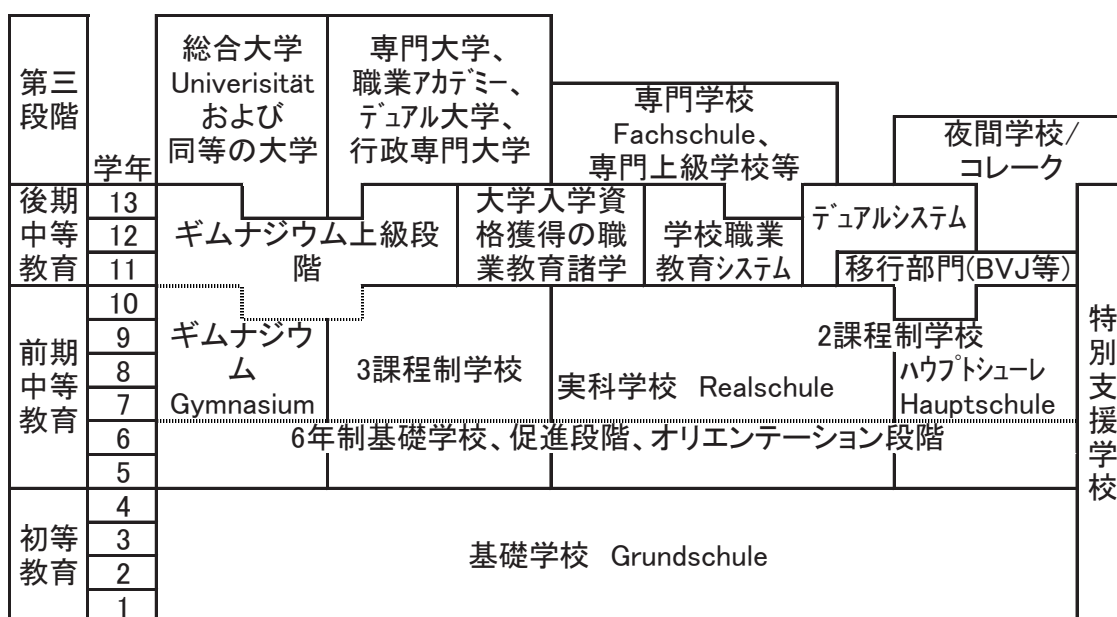 第三
段階
学年
総合大学
Univerisität
および
同等の大学
専門大学、
職業アカデミー、
デュアル大学、
行政専門大学
専門学校
Fachschule、
専門上級学校等
夜間学校/
コレーク
後期
中等
教育
13
12
11
ギムナジウム上級段
階
大学入学資
格獲得の職
業教育諸学
学校職業
教育システム
デュアルシステム
移行部門(BVJ等)
前期
中等
教育
10
9
8
7
6
5
ギムナジウ
ム
Gymnasium
3課程制学校
実科学校 Realschule
2課程制学校
ハウプトシューレ
Hauptschule
6年制基礎学校、促進段階、オリエンテーション段階
特別支援学校
初等
教育
4
3
2
1
基礎学校 Grundschule